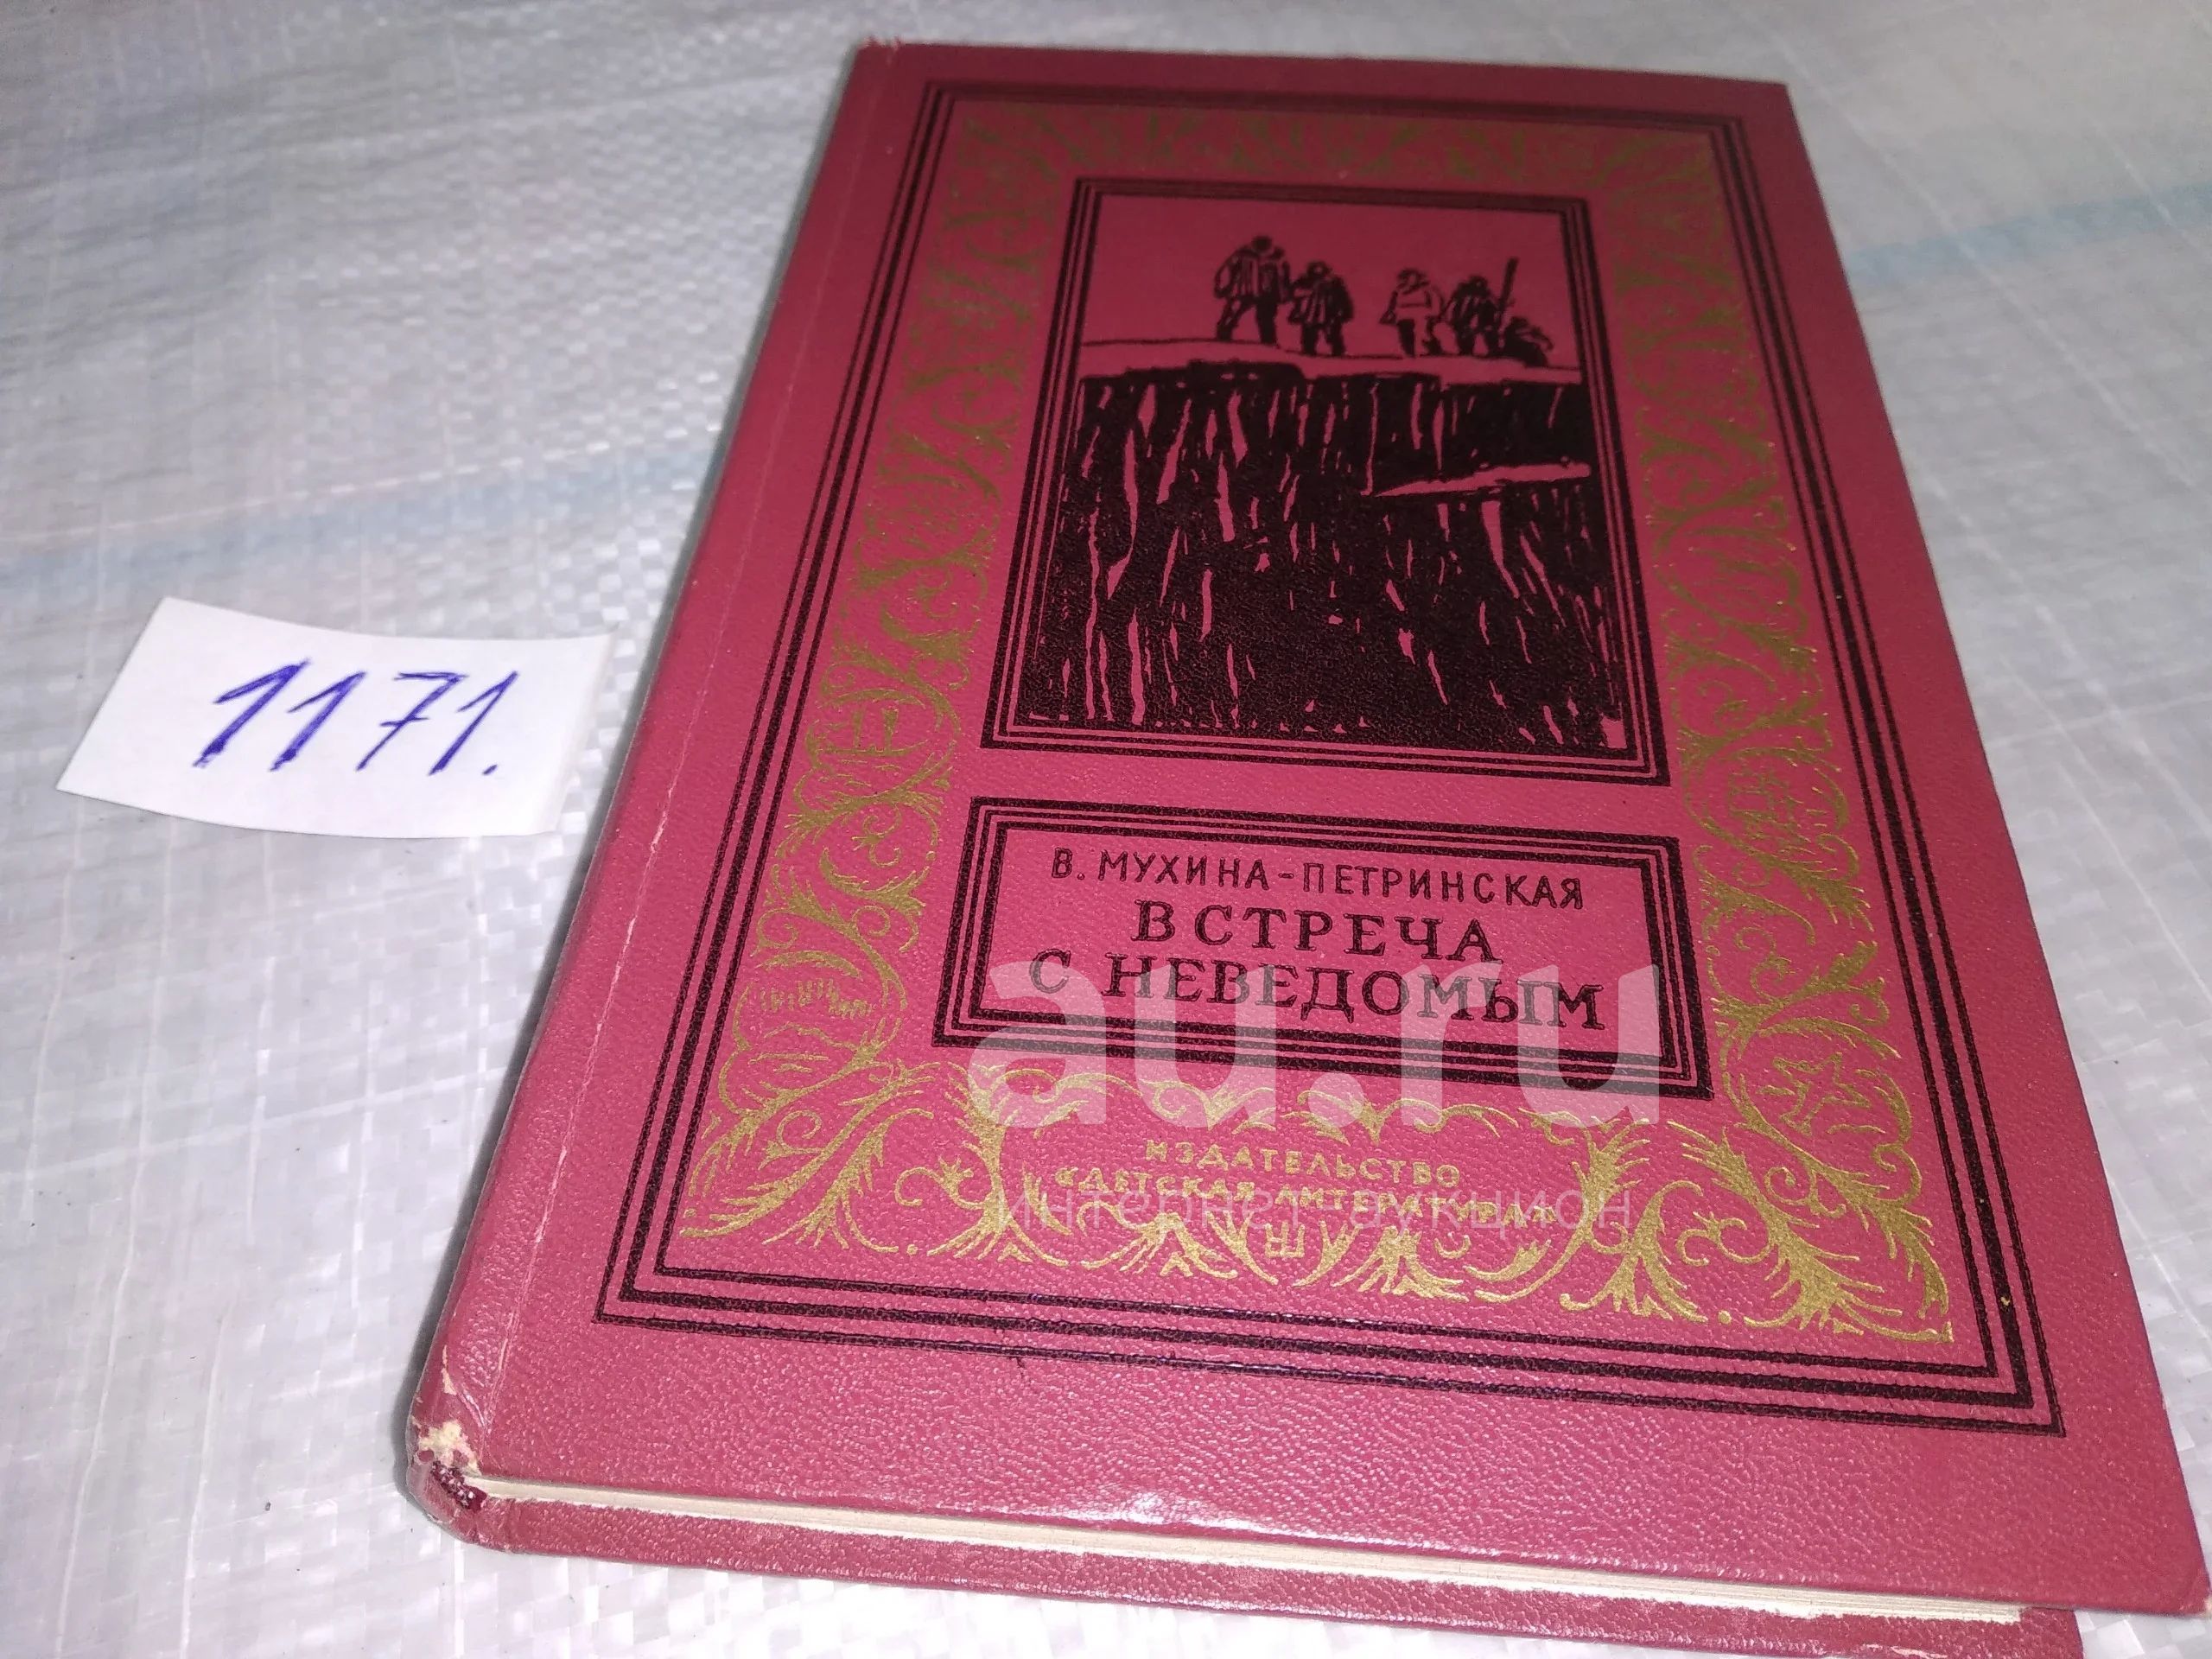 1171.
В. МУХИНА-ПЕТРИНСКАЯ
ВСТРЕЧА
С НЕВЕДОМЫМ
au.ru
ИЗДАТЕЛЬСТВО
«ДЕТСКАЯ ЛИТЕРАТУРА»
интернет аукцион